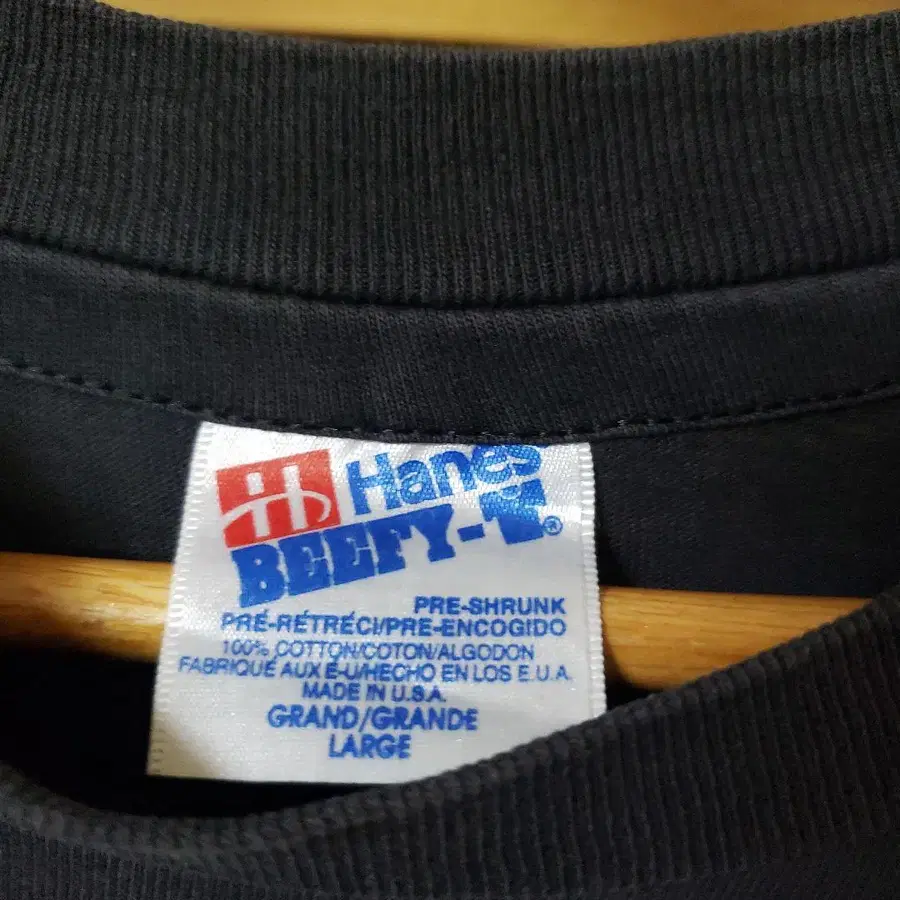 Hanes
BEEFY-T®
PRE-SHRUNK
PRÉ-RÉTRÉCI/PRE-ENCOGIDO
100% COTTON/COTON/ALGODON
FABRIQUÉ AUX É-U/HECHO EN LOS E.U.A.
MADE IN U.S.A.
GRAND/GRANDE
LARGE